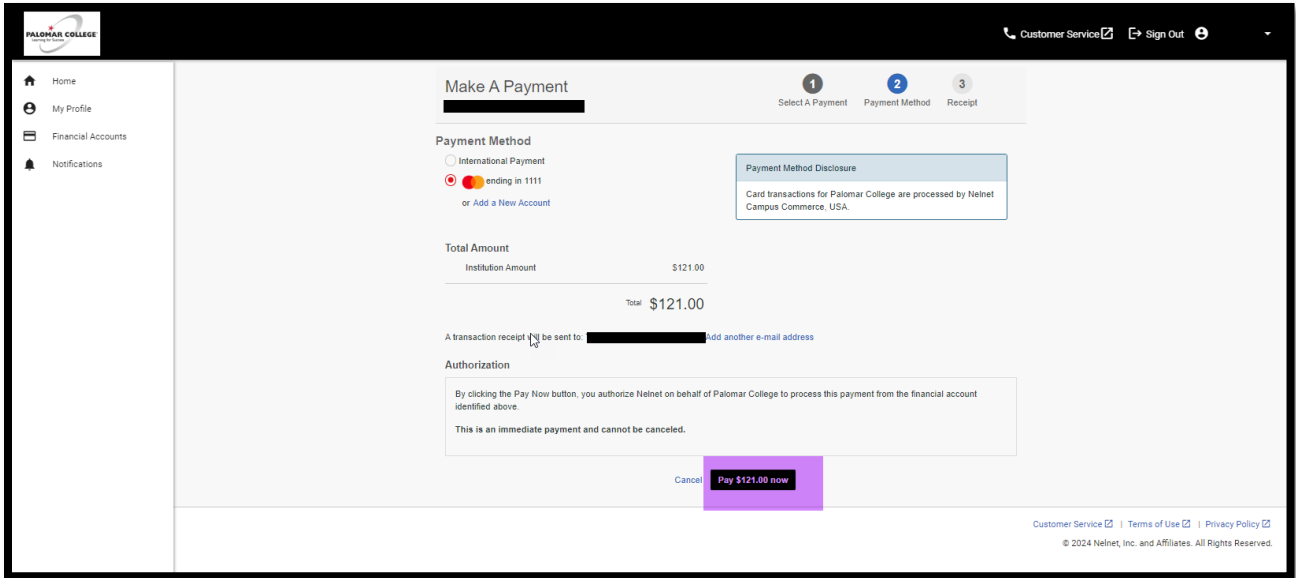 PALOMAR COLLEGE
Learning for Success
Customer Service
Sign Out
Home
My Profile
Financial Accounts
Notifications
Make A Payment
1
2
3
Select A Payment
Payment Method
Receipt
Payment Method
International Payment
ending in 1111
or Add a New Account
Payment Method Disclosure
Card transactions for Palomar College are processed by Nelnet
Campus Commerce, USA.
Total Amount
Institution Amount $121.00
Total $121.00
A transaction receipt will be sent to: Add another e-mail address
Authorization
By clicking the Pay Now button, you authorize Nelnet on behalf of Palomar College to process this payment from the financial account
identified above.
This is an immediate payment and cannot be canceled.
Cancel
Pay $121.00 now
Customer Service | Terms of Use | Privacy Policy
© 2024 Nelnet, Inc. and Affiliates. All Rights Reserved.